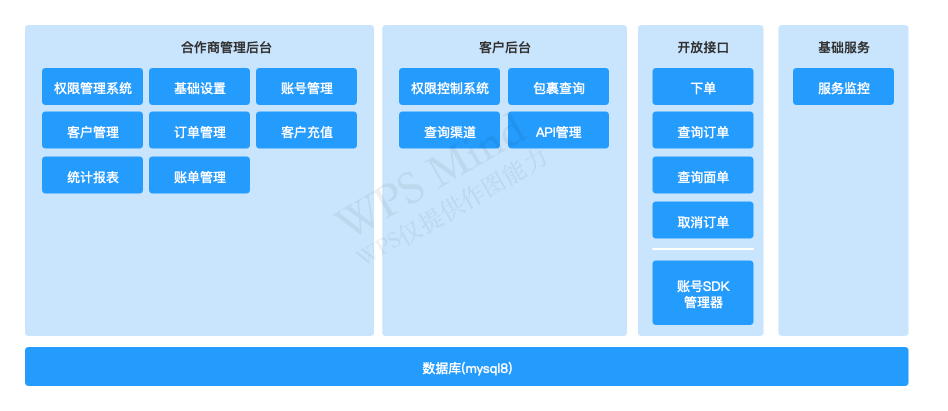 合作商管理后台
权限管理系统
基础设置
账号管理
客户管理
订单管理
客户充值
统计报表
账单管理
客户后台
权限控制系统
包裹查询
查询渠道
API管理
开放接口
下单
查询订单
查询面单
取消订单
账号SDK
管理器
基础服务
服务监控
数据库(mysql8)
WPS Mind
WPS仅提供作图能力